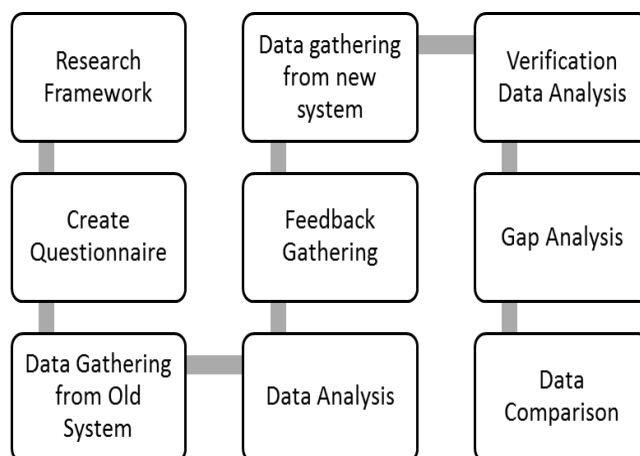 Research
Framework
Create
Questionnaire
Data Gathering
from Old
System
Data Analysis
Feedback
Gathering
Data gathering
from new
system
Verification
Data Analysis
Gap Analysis
Data
Comparison